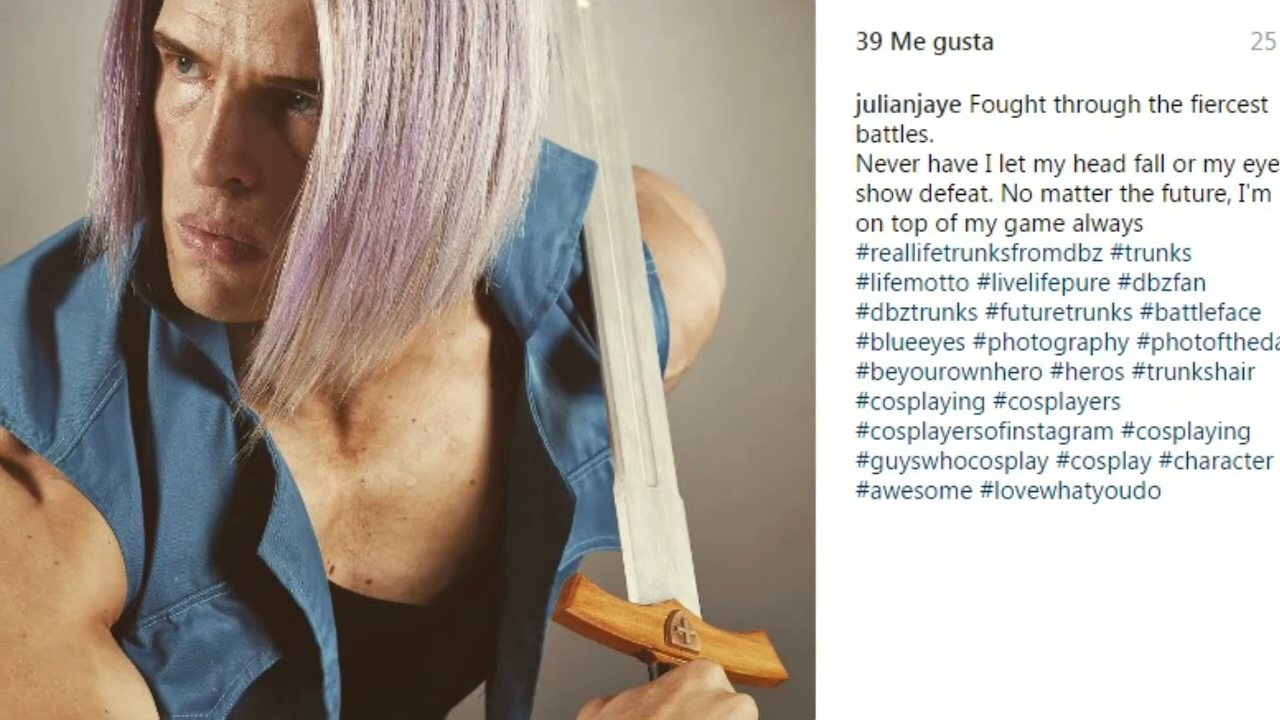 39 Me gusta 25
julianjaye Fought through the fiercest
battles.
Never have I let my head fall or my eye
show defeat. No matter the future, I'm
on top of my game always
#reallifetrunksfromdbz #trunks
#lifemotto #livelifepure #dbzfan
#dbztrunks #futuretrunks #battleface
#blueeyes #photography #photoftheda
#beyourownhero #heros #trunkshair
#cosplaying #cosplayers
#cosplayersofinstagram #cosplaying
#guyswhocosplay #cosplay #character
#awesome #lovewhatyoudo